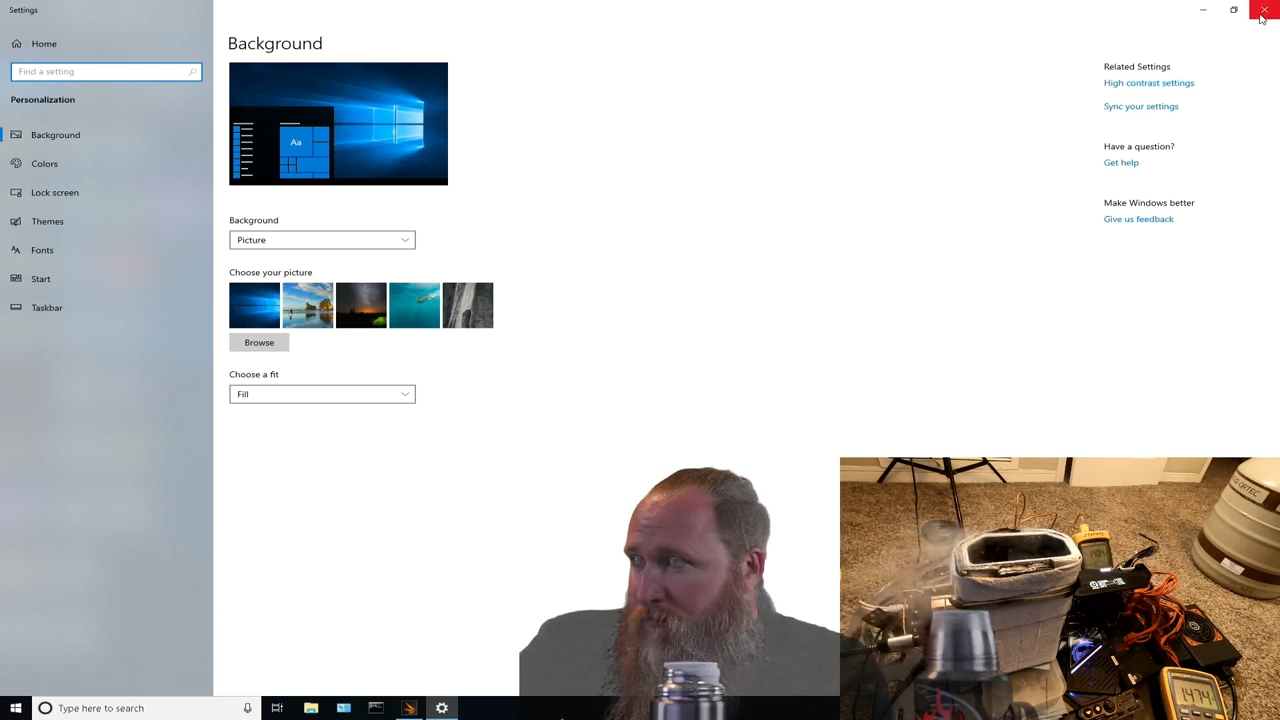 Settings
Home
Find a setting
Personalization
Background
Colors
Lock screen
Themes
Fonts
Start
Taskbar
Background
Aa
Background
Picture
Choose your picture
Browse
Choose a fit
Fill
Related Settings
High contrast settings
Sync your settings
Have a question?
Get help
Make Windows better
Give us feedback
ORTEC
1474
Type here to search